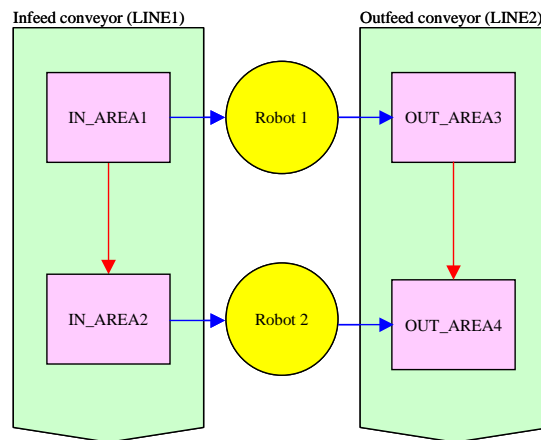 Infeed conveyor (LINE1)
Outfeed conveyor (LINE2)
IN_AREA1
Robot 1
OUT_AREA3
IN_AREA2
Robot 2
OUT_AREA4